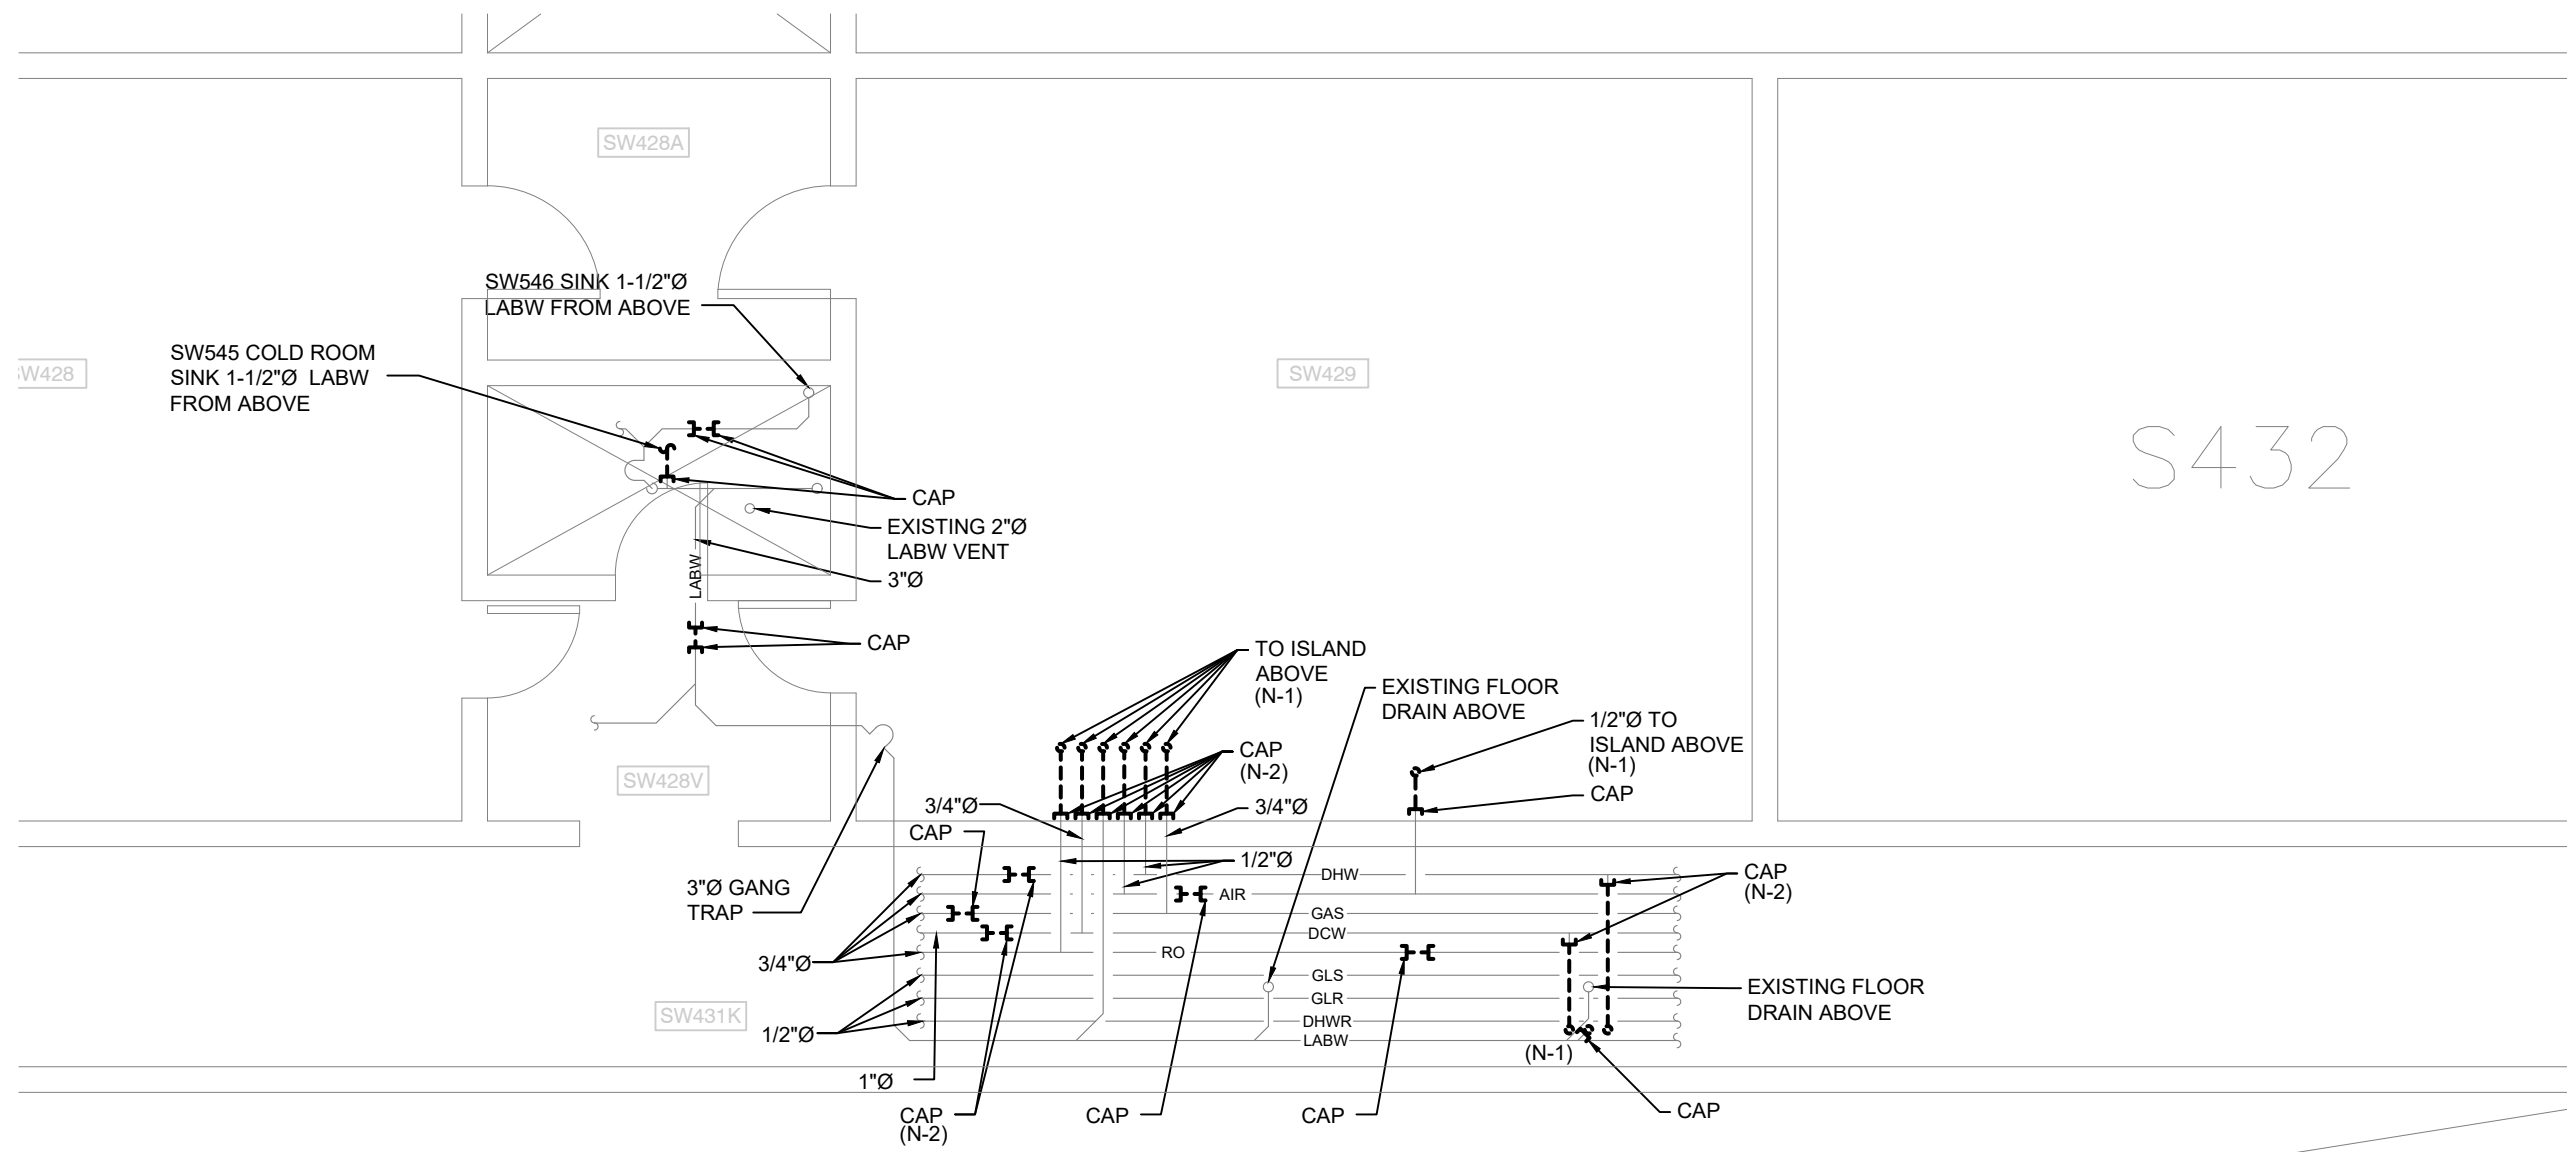 SW428A
SW546 SINK 1-1/2"Ø
LABW FROM ABOVE
SW545 COLD ROOM
SINK 1-1/2"Ø LABW
FROM ABOVE
SW428
SW429
S432
CAP
EXISTING 2"Ø
LABW VENT
3"Ø
LABW
CAP
TO ISLAND
ABOVE
(N-1)
EXISTING FLOOR
DRAIN ABOVE
1/2"Ø TO
ISLAND ABOVE
(N-1)
CAP
(N-2)
SW428V
3/4"Ø
3/4"Ø
CAP
CAP
1/2"Ø
3"Ø GANG
TRAP
DHW
CAP
(N-2)
AIR
GAS
DCW
RO
3/4"Ø
GLS
GLR
EXISTING FLOOR
DRAIN ABOVE
SW431K
1/2"Ø
DHWR
LABW
(N-1)
1"Ø
CAP
(N-2)
CAP
CAP
CAP